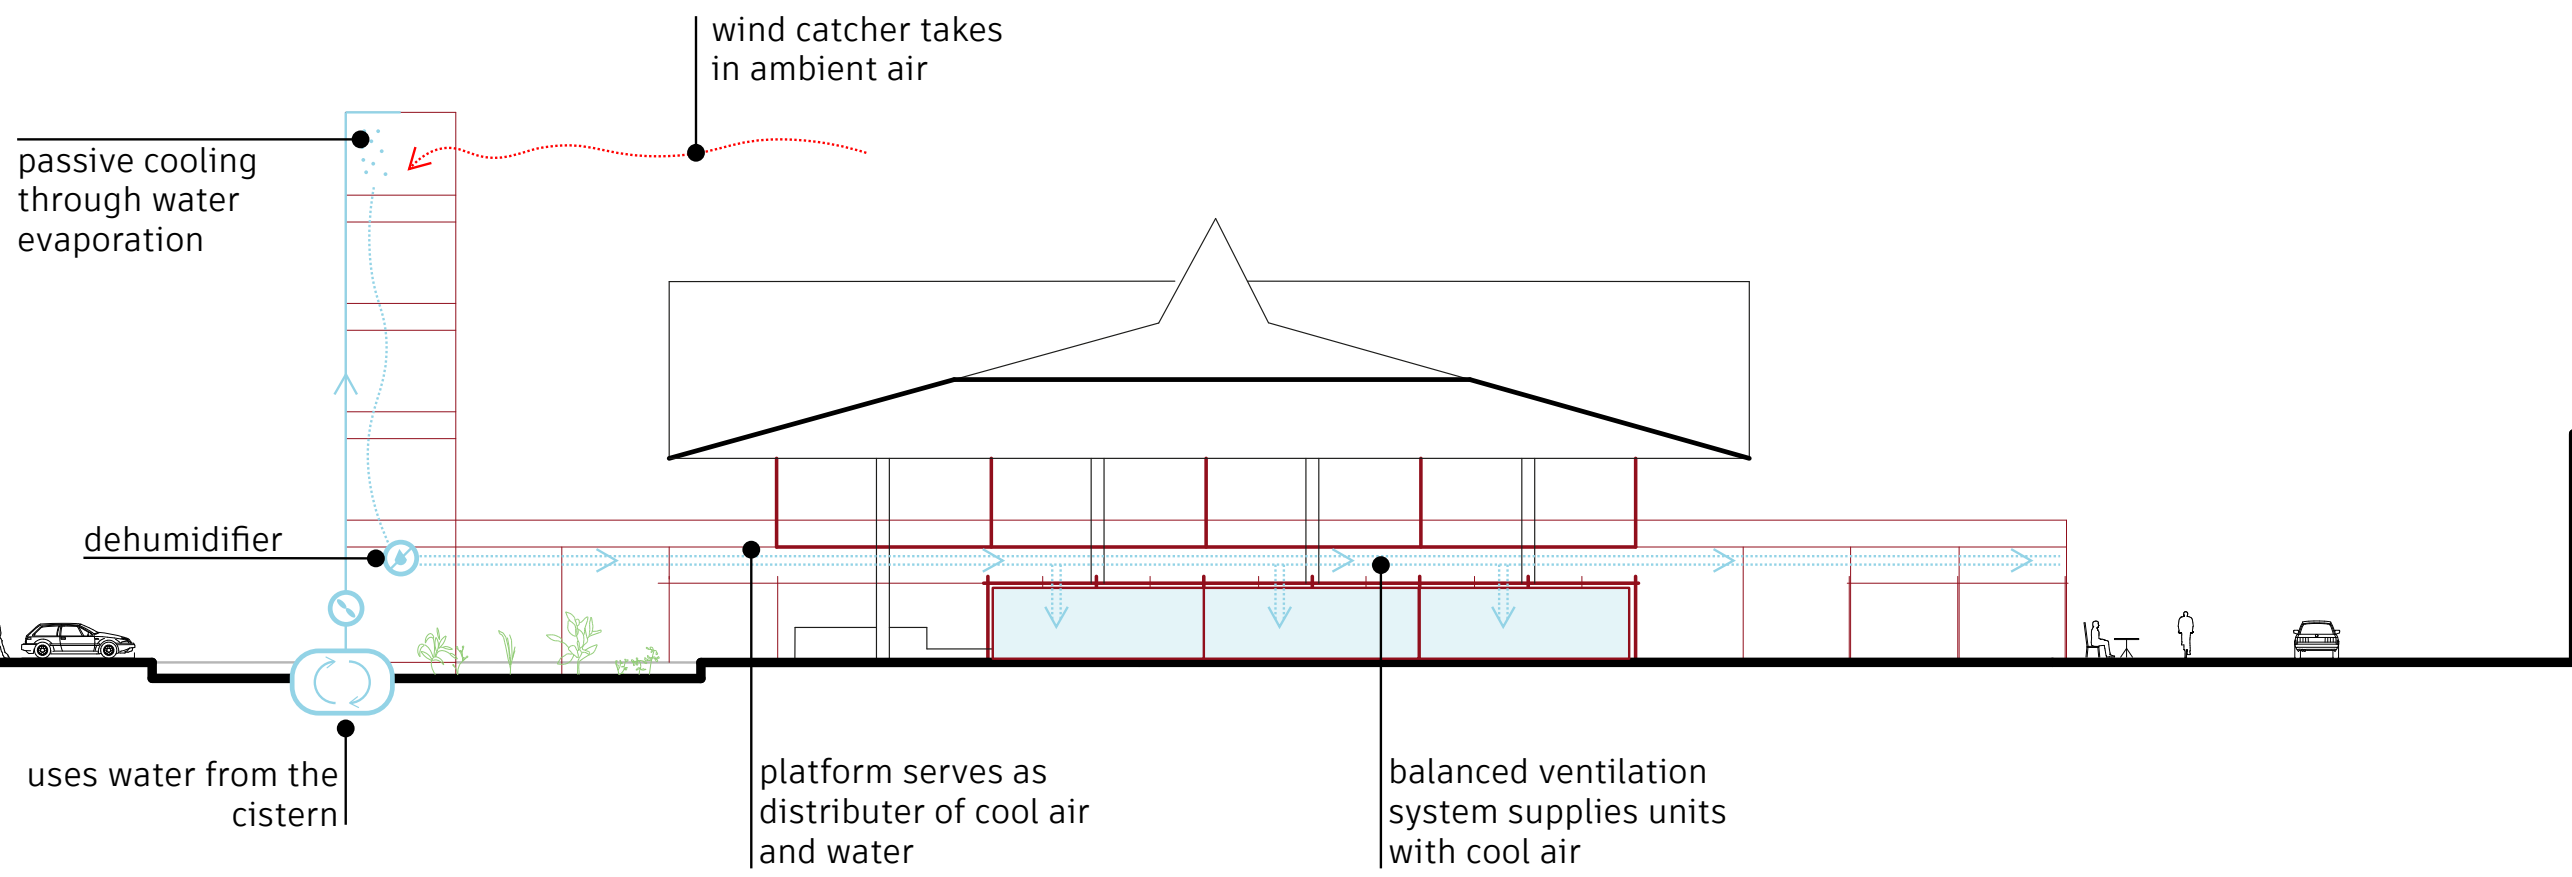 wind catcher takes
in ambient air
passive cooling
through water
evaporation
dehumidifier
uses water from the
cistern
platform serves as
distributer of cool air
and water
balanced ventilation
system supplies units
with cool air